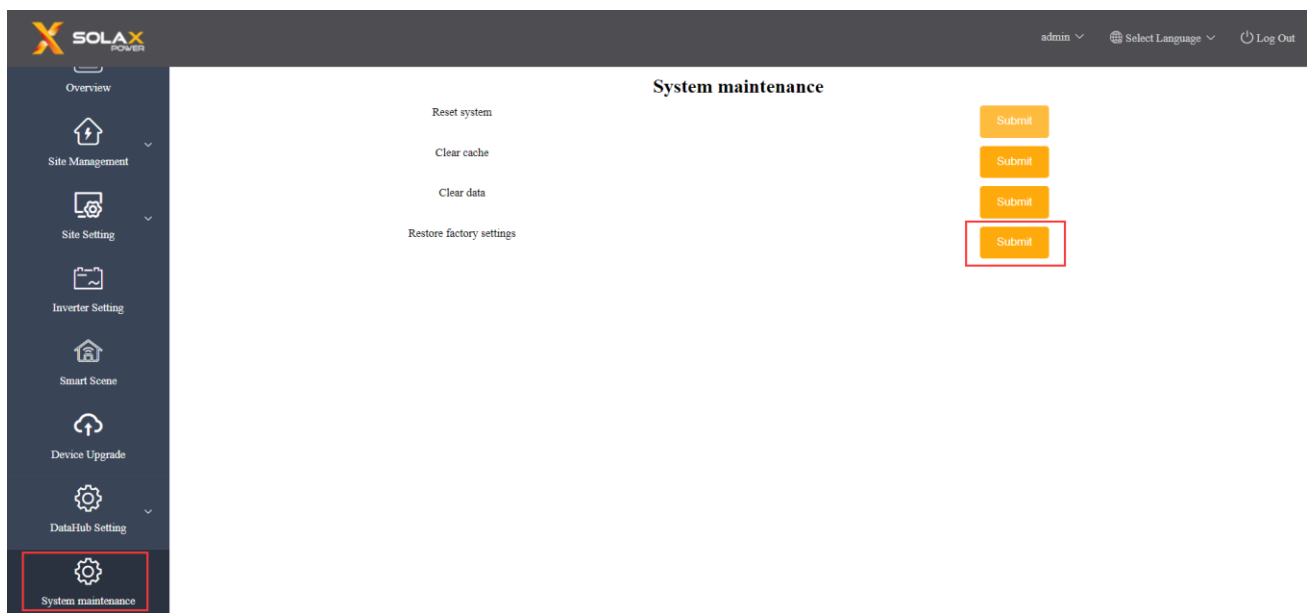 SOLAX
POWER
admin
Select Language
Log Out
Overview
Site Management
Site Setting
Inverter Setting
Smart Scene
Device Upgrade
DataHub Setting
System maintenance
System maintenance
Reset system
Submit
Clear cache
Submit
Clear data
Submit
Restore factory settings
Submit